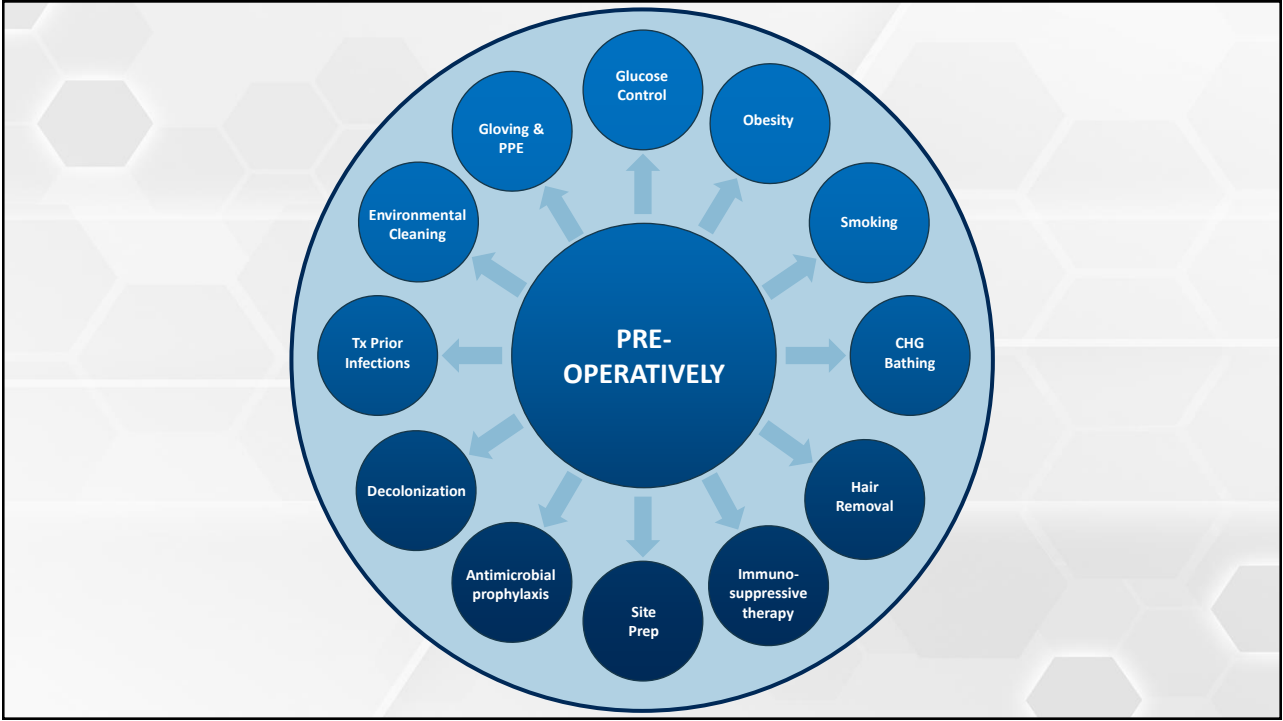 Glucose
Control
Obesity
Smoking
CHG
Bathing
Hair
Removal
Immuno-
suppressive
therapy
Site
Prep
Antimicrobial
prophylaxis
Decolonization
Tx Prior
Infections
Environmental
Cleaning
Gloving &
PPE
PRE-
OPERATIVELY